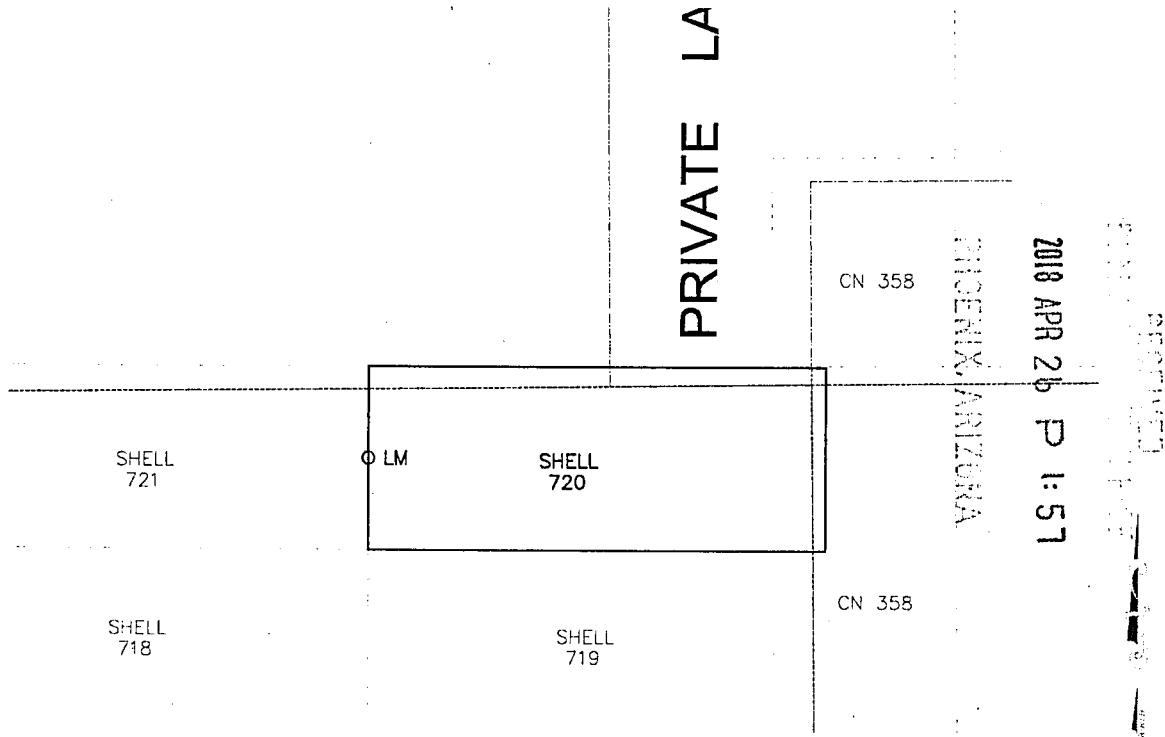 PRIVATE LA
CN 358
SHELL
721
LM
SHELL
720
CN 358
SHELL
718
SHELL
719
2018 APR 26 P 1:57
PHOENIX, ARIZONA